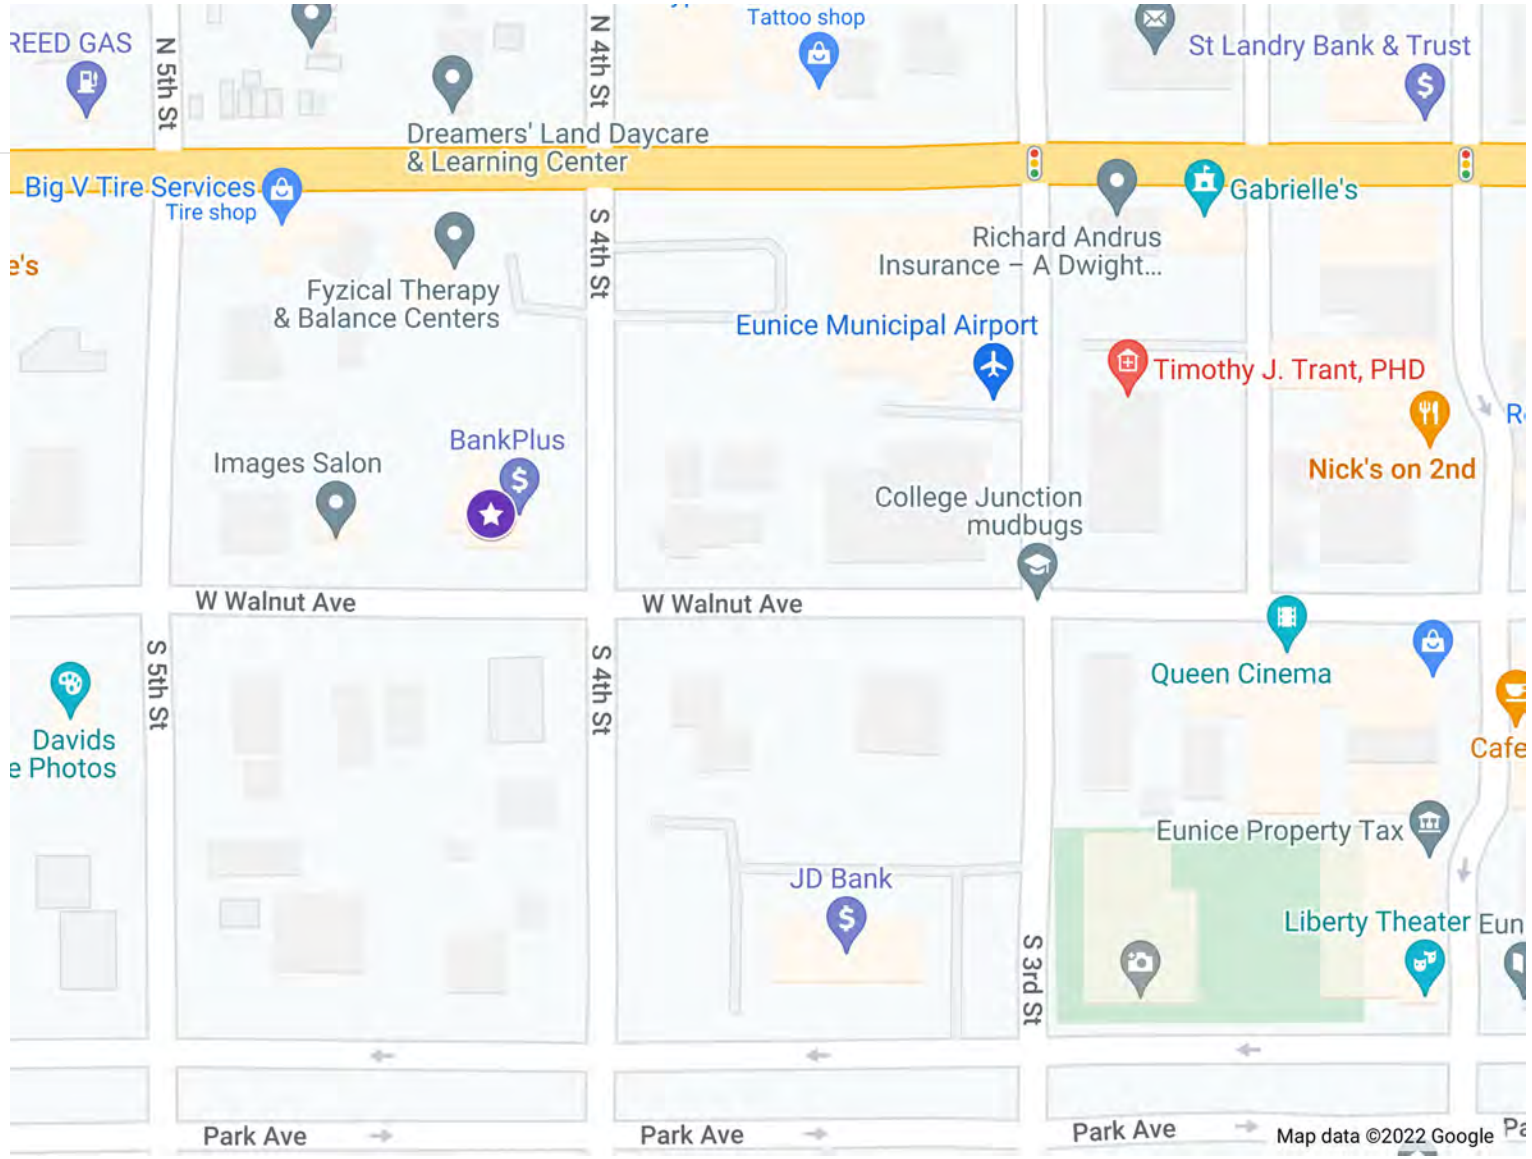 Tattoo shop
REED GAS
N 5th St
N 4th St
St Landry Bank & Trust
Dreamers' Land Daycare
& Learning Center
Big V Tire Services
Tire shop
Gabrielle's
e's
S 4th St
Richard Andrus
Insurance – A Dwight...
Fyzical Therapy
& Balance Centers
Eunice Municipal Airport
Timothy J. Trant, PHD
BankPlus
Images Salon
Nick's on 2nd
College Junction
mudbugs
W Walnut Ave
W Walnut Ave
S 5th St
S 4th St
Queen Cinema
Davids
e Photos
Cafe
Eunice Property Tax
JD Bank
Liberty Theater
Eun
S 3rd St
Park Ave
Park Ave
Park Ave
Map data ©2022 Google
Pa